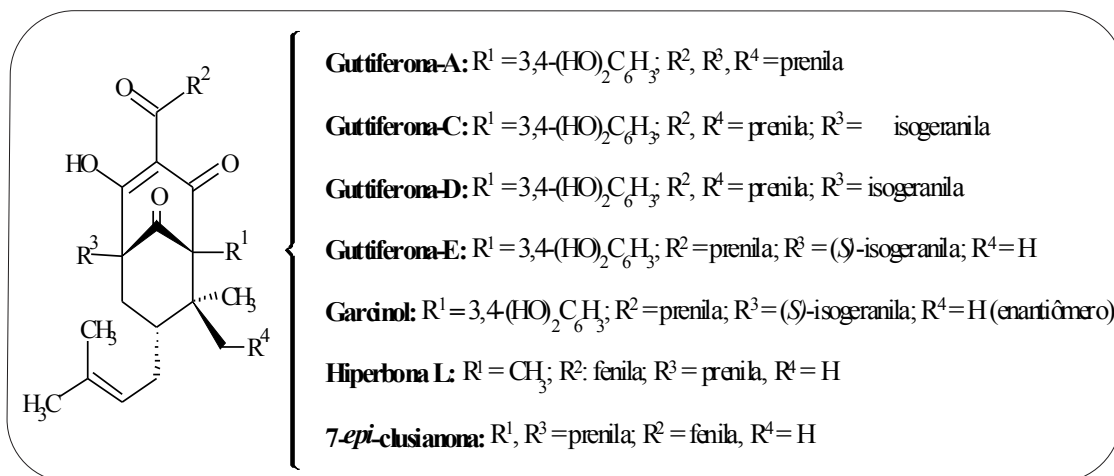 R²
O
HO
O
O
R³
R¹
CH₃
CH₃
R⁴
H₃C
Guttiferona-A: R¹ =3,4-(HO)₂C₆H₃; R², R³, R⁴ =prenila
Guttiferona-C: R¹ =3,4-(HO)₂C₆H₃; R², R⁴ = prenila; R³ = isogeranila
Guttiferona-D: R¹ =3,4-(HO)₂C₆H₃; R², R⁴ = prenila; R³ = isogeranila
Guttiferona-E: R¹ =3,4-(HO)₂C₆H₃; R² =prenila; R³ = (S)-isogeranila; R⁴ = H
Garcinol: R¹ = 3,4-(HO)₂C₆H₃; R² =prenila; R³ = (S)-isogeranila; R⁴ = H (enantiômero)
Hiperbona L: R¹ = CH₃; R²: fenila; R³ = prenila, R⁴ = H
7-epi-clusianona: R¹, R³ =prenila; R² = fenila, R⁴ = H